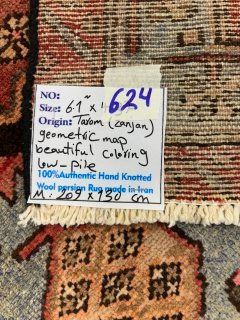 NO:
624
Size: 6.1" x
Origin: Tarom (Zanjan)
geometric map
beautiful coloring
low-pile
100%Authentic Hand Knotted
Wool persian Rug made in Iran
M: 209 x 130 cm